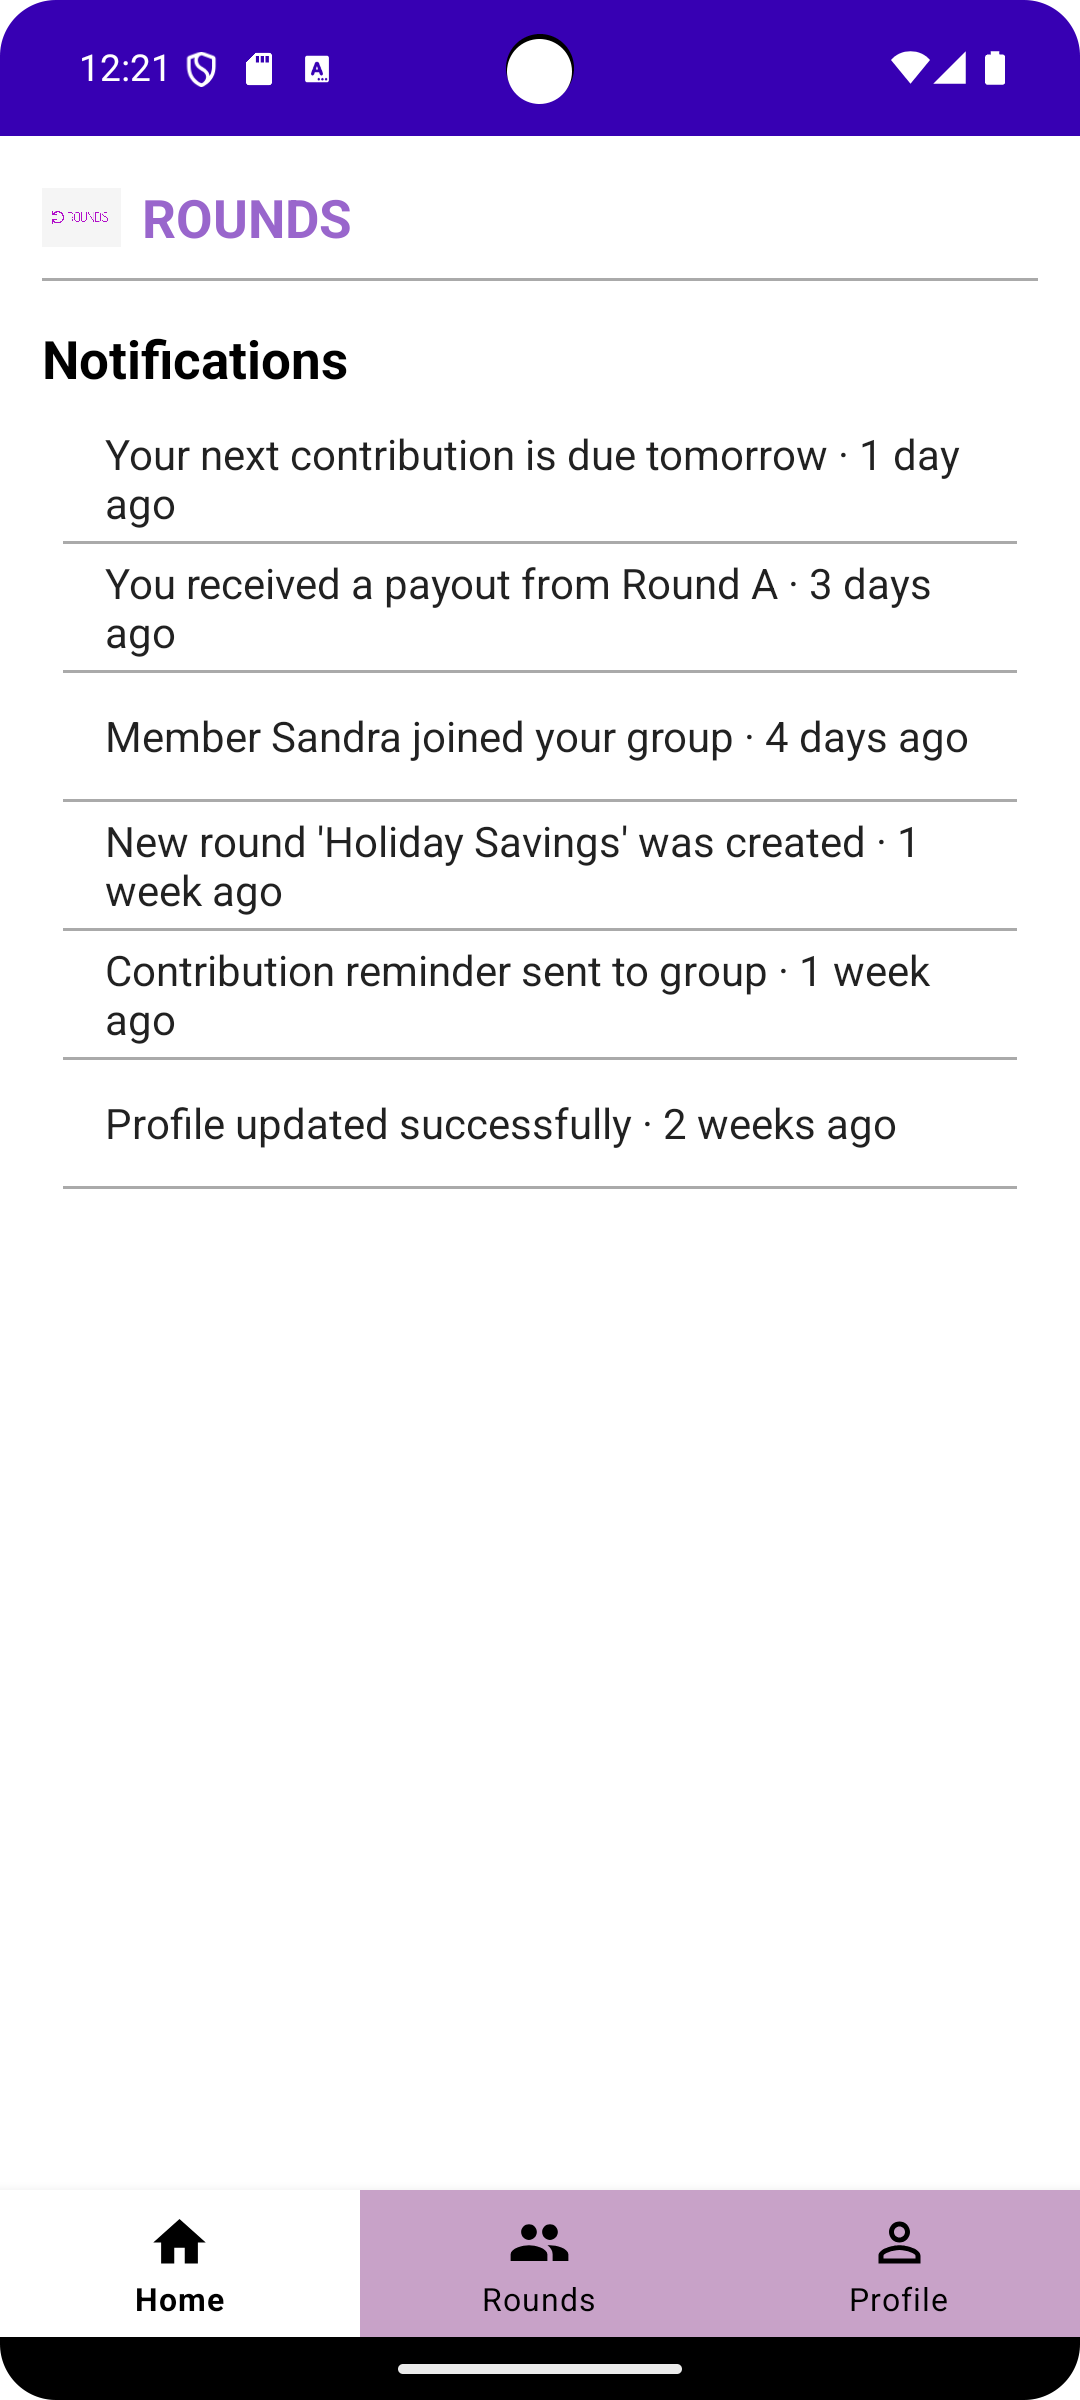 12:21
ROUNDS
ROUNDS
Notifications
Your next contribution is due tomorrow · 1 day
ago
You received a payout from Round A · 3 days
ago
Member Sandra joined your group · 4 days ago
New round 'Holiday Savings' was created · 1
week ago
Contribution reminder sent to group · 1 week
ago
Profile updated successfully · 2 weeks ago
Home
Rounds
Profile